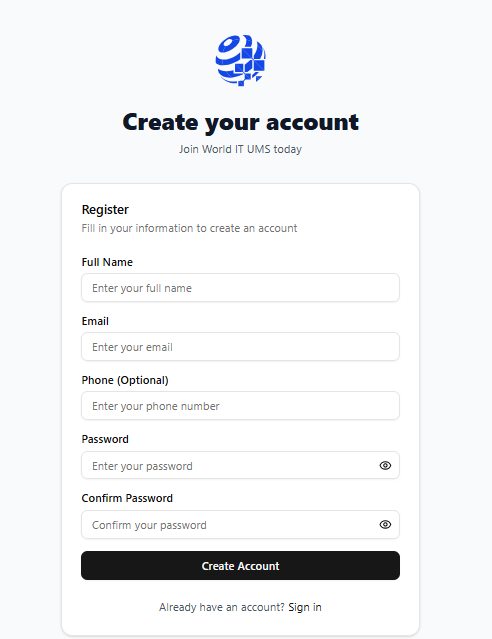 Create your account
Join World IT UMS today
Register
Fill in your information to create an account
Full Name
Enter your full name
Email
Enter your email
Phone (Optional)
Enter your phone number
Password
Enter your password
Confirm Password
Confirm your password
Create Account
Already have an account? Sign in